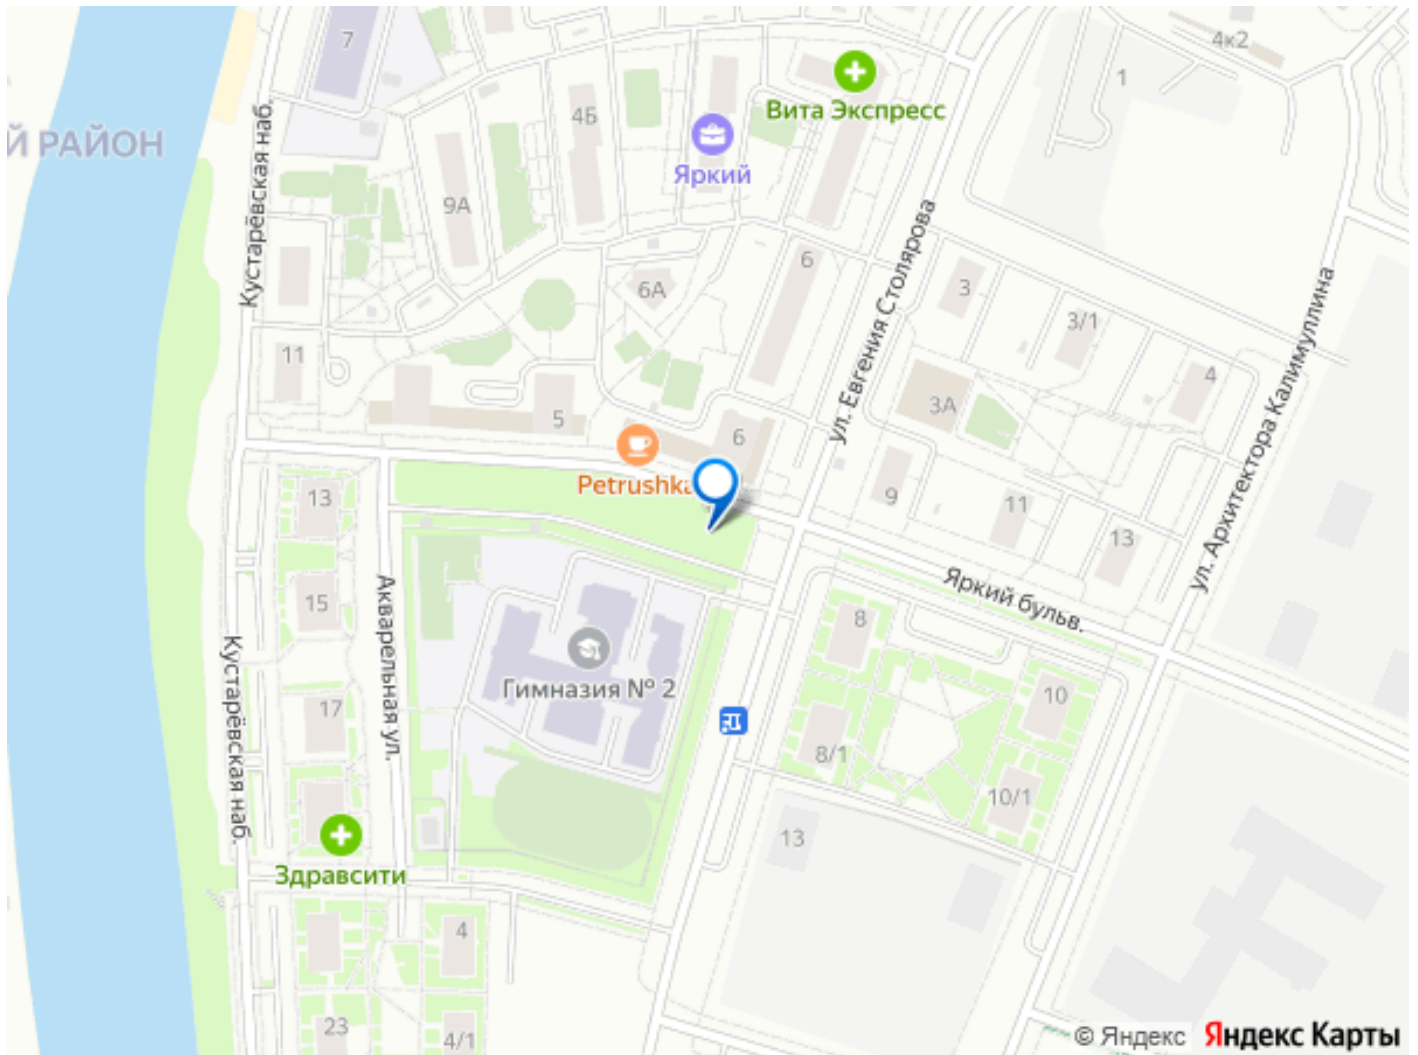 7
4к2
1
Вита Экспресс
4Б
Й РАЙОН
Яркий
Кустарёвская наб.
9А
ул. Евгения Столярова
6
6А
3
3/1
ул. Архитектора Калимуллина
11
4
3А
5
6
Petrushka
13
9
11
13
Яркий бульв.
15
Акварельная ул.
8
Гимназия № 2
Кустарёвская наб.
17
10
8/1
10/1
13
Здравсити
4
23
4/1
© Яндекс Яндекс Карты